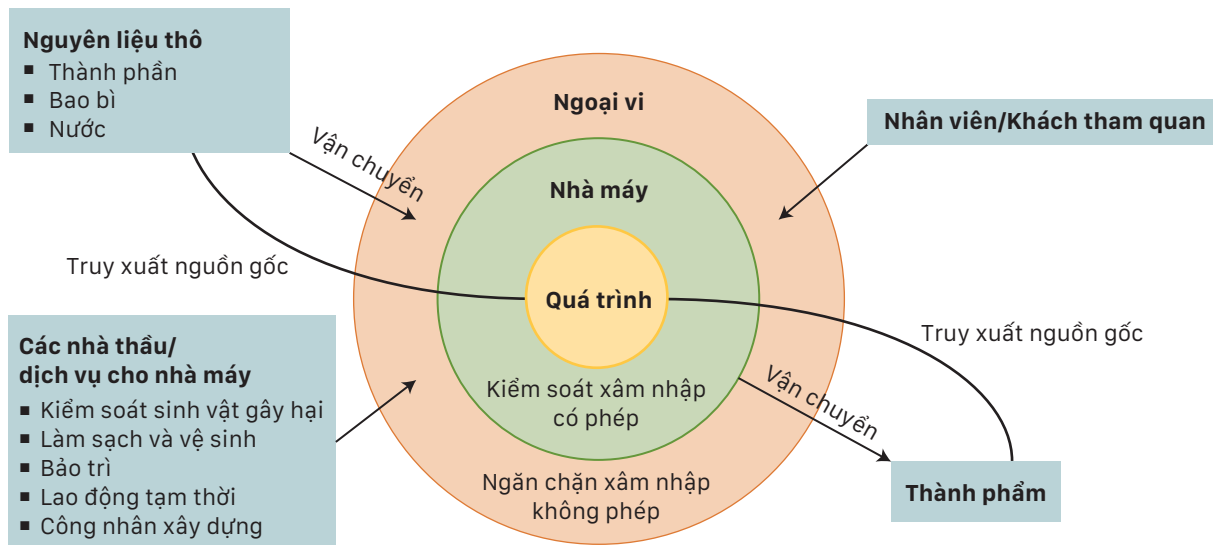 Nguyên liệu thô
▪ Thành phần
▪ Bao bì
▪ Nước
Vận chuyển
Ngoại vi
Nhân viên/Khách tham quan
Nhà máy
Truy xuất nguồn gốc
Quá trình
Truy xuất nguồn gốc
Các nhà thầu/
dịch vụ cho nhà máy
▪ Kiểm soát sinh vật gây hại
▪ Làm sạch và vệ sinh
▪ Bảo trì
▪ Lao động tạm thời
▪ Công nhân xây dựng
Kiểm soát xâm nhập
có phép
Vận chuyển
Ngăn chặn xâm nhập
không phép
Thành phẩm